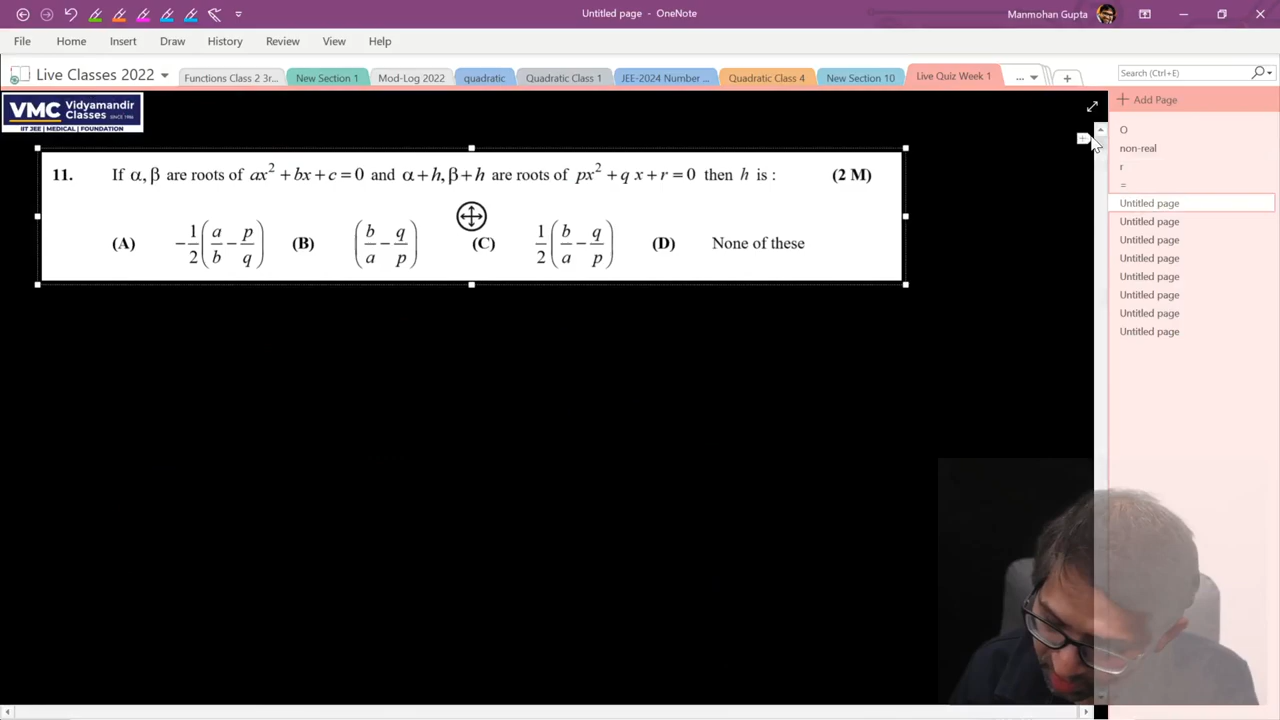 Untitled page - OneNote
Manmohan Gupta
File Home Insert Draw History Review View Help
Live Classes 2022
Functions Class 2 3r...
New Section 1
Mod-Log 2022
quadratic
Quadratic Class 1
JEE-2024 Number ...
Quadratic Class 4
New Section 10
Live Quiz Week 1
...
Search (Ctrl+E)
VMC Vidyamandir Classes SINCE 1986
IIT JEE | MEDICAL | FOUNDATION
11. If α, β are roots of ax² + bx + c = 0 and α + h, β + h are roots of px² + q x + r = 0 then h is : (2 M)
(A) -1/2 (a/b - p/q) (B) (b/a - q/p) (C) 1/2 (b/a - q/p) (D) None of these
Add Page
O
non-real
r
=
Untitled page
Untitled page
Untitled page
Untitled page
Untitled page
Untitled page
Untitled page
Untitled page